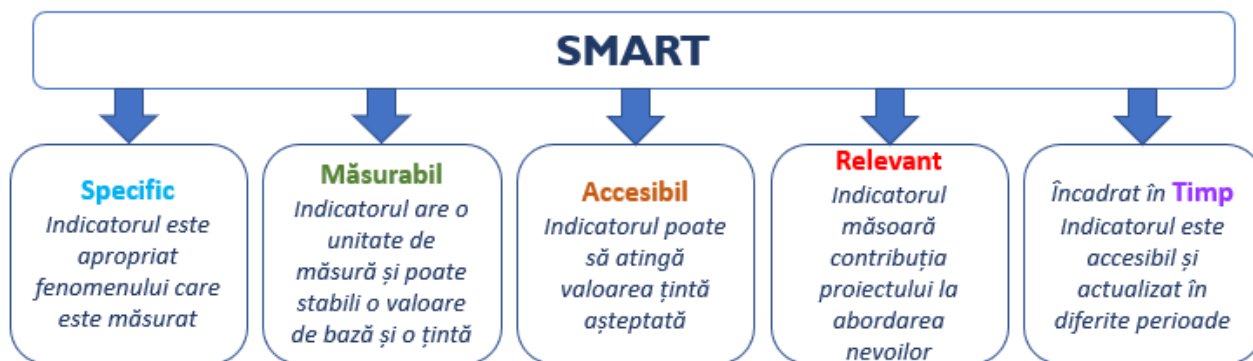 SMART
Specific
Indicatorul este
apropriat
fenomenului care
este măsurat
Măsurabil
Indicatorul are o
unitate de
măsură și poate
stabili o valoare
de bază și o țintă
Accesibil
Indicatorul poate
să atingă
valoarea țintă
așteptată
Relevant
Indicatorul
măsoară
contribuția
proiectului la
abordarea
nevoilor
Încadrat în Timp
Indicatorul este
accesibil și
actualizat în
diferite perioade